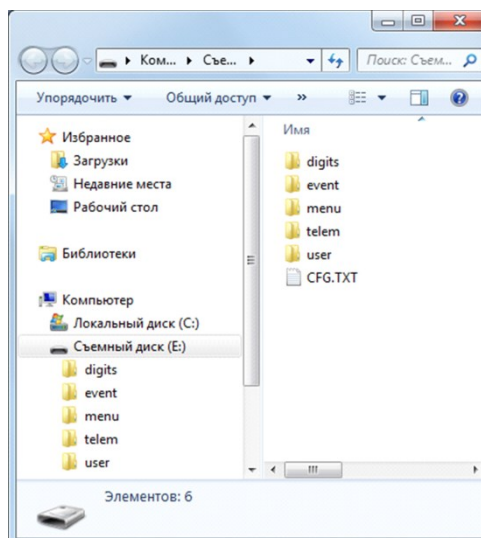 Ком... Съе... Поиск: Съем...
Упорядочить Общий доступ »
Избранное
Загрузки
Недавние места
Рабочий стол
Библиотеки
Компьютер
Локальный диск (C:)
Съемный диск (E:)
digits
event
menu
telem
user
Имя
digits
event
menu
telem
user
CFG.TXT
Элементов: 6